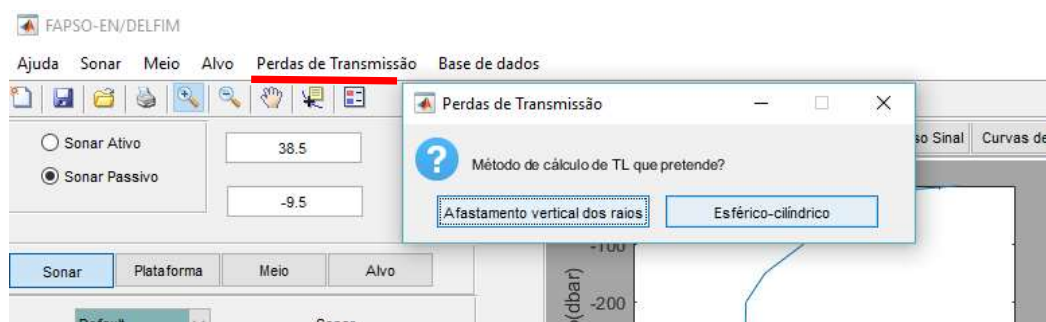 FAPSO-EN/DELFIM
Ajuda Sonar Meio Alvo Perdas de Transmissão Base de dados
Perdas de Transmissão
Sonar Ativo
38.5
so Sinal Curvas de
Sonar Passivo
Método de cálculo de TL que pretende?
-9.5
Afastamento vertical dos raios
Esférico-cilíndrico
-100
Sonar Plataforma Meio Alvo
(dbar)
-200